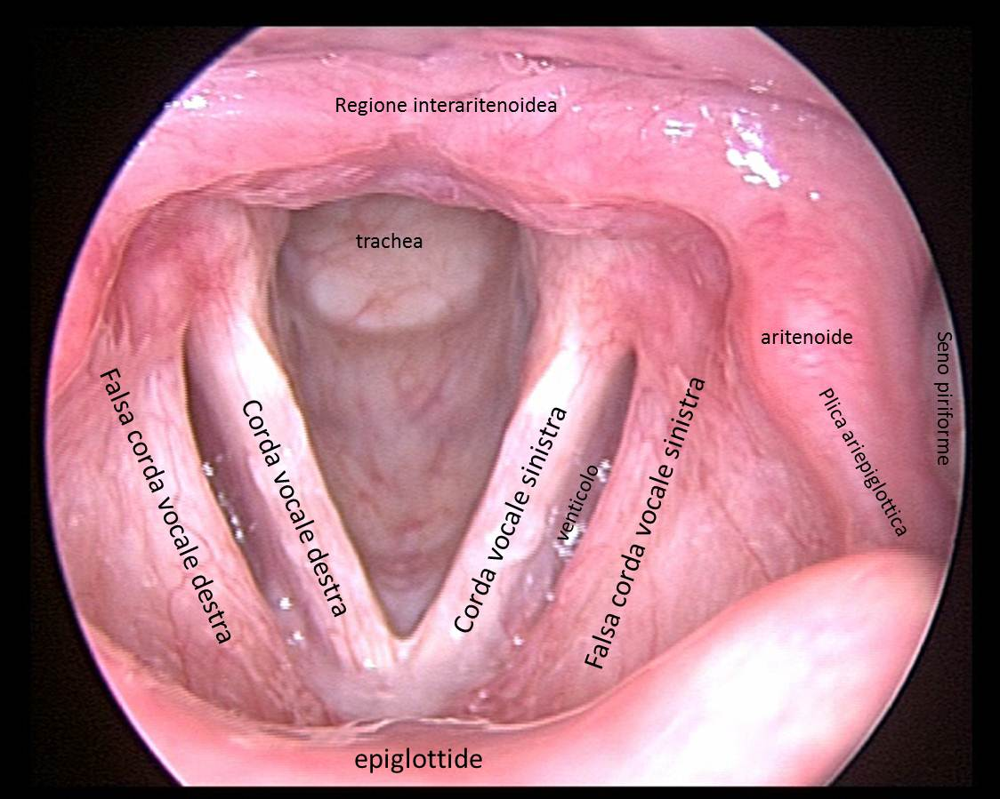 Regione interaritenoidea
trachea
aritenoide
Seno piriforme
Plica ariepiglottica
Falsa corda vocale destra
Corda vocale destra
Corda vocale sinistra
venticolo
Falsa corda vocale sinistra
epiglottide